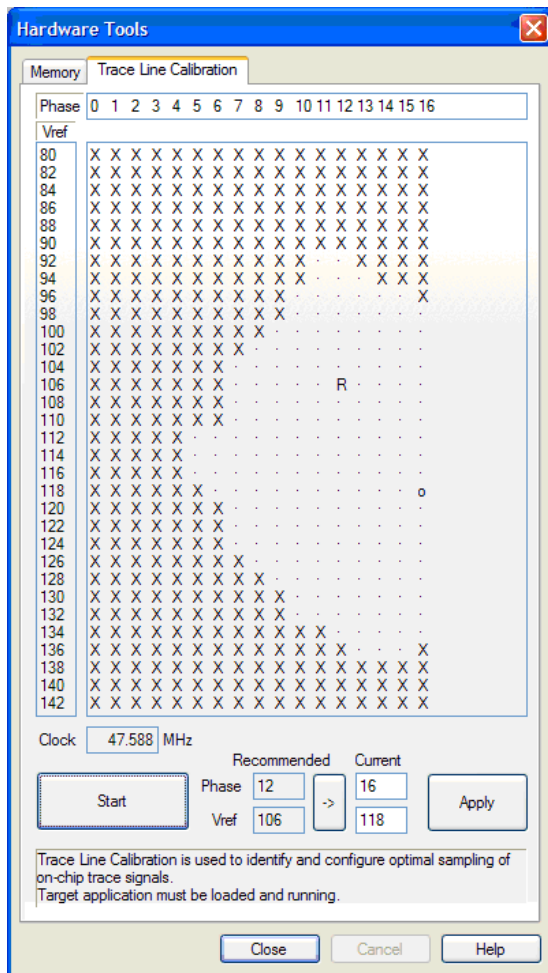 Hardware Tools
Memory Trace Line Calibration
Phase 0 1 2 3 4 5 6 7 8 9 10 11 12 13 14 15 16
Vref
80 X X X X X X X X X X X X X X X X X
82 X X X X X X X X X X X X X X X X X
84 X X X X X X X X X X X X X X X X X
86 X X X X X X X X X X X X X X X X X
88 X X X X X X X X X X X X X X X X X
90 X X X X X X X X X X X X X X X X X
92 X X X X X X X X X X X · · X X X X
94 X X X X X X X X X X X · · · X X X
96 X X X X X X X X X X · · · · · · X
98 X X X X X X X X X X · · · · · · ·
100 X X X X X X X X X · · · · · · · ·
102 X X X X X X X X · · · · · · · · ·
104 X X X X X X X · · · · · · · · · ·
106 X X X X X X X · · · · · R · · · ·
108 X X X X X X X · · · · · · · · · ·
110 X X X X X X X · · · · · · · · · ·
112 X X X X X · · · · · · · · · · · ·
114 X X X X X · · · · · · · · · · · ·
116 X X X X X · · · · · · · · · · · ·
118 X X X X X X · · · · · · · · · · o
120 X X X X X X X · · · · · · · · · ·
122 X X X X X X X · · · · · · · · · ·
124 X X X X X X X · · · · · · · · · ·
126 X X X X X X X X · · · · · · · · ·
128 X X X X X X X X X · · · · · · · ·
130 X X X X X X X X X X · · · · · · ·
132 X X X X X X X X X X · · · · · · ·
134 X X X X X X X X X X X X · · · · ·
136 X X X X X X X X X X X X X · · · X
138 X X X X X X X X X X X X X X X X X
140 X X X X X X X X X X X X X X X X X
142 X X X X X X X X X X X X X X X X X
Clock 47.588 MHz
Recommended Current
Phase 12 16
Start -> Apply
Vref 106 118
Trace Line Calibration is used to identify and configure optimal sampling of
on-chip trace signals.
Target application must be loaded and running.
Close Cancel Help